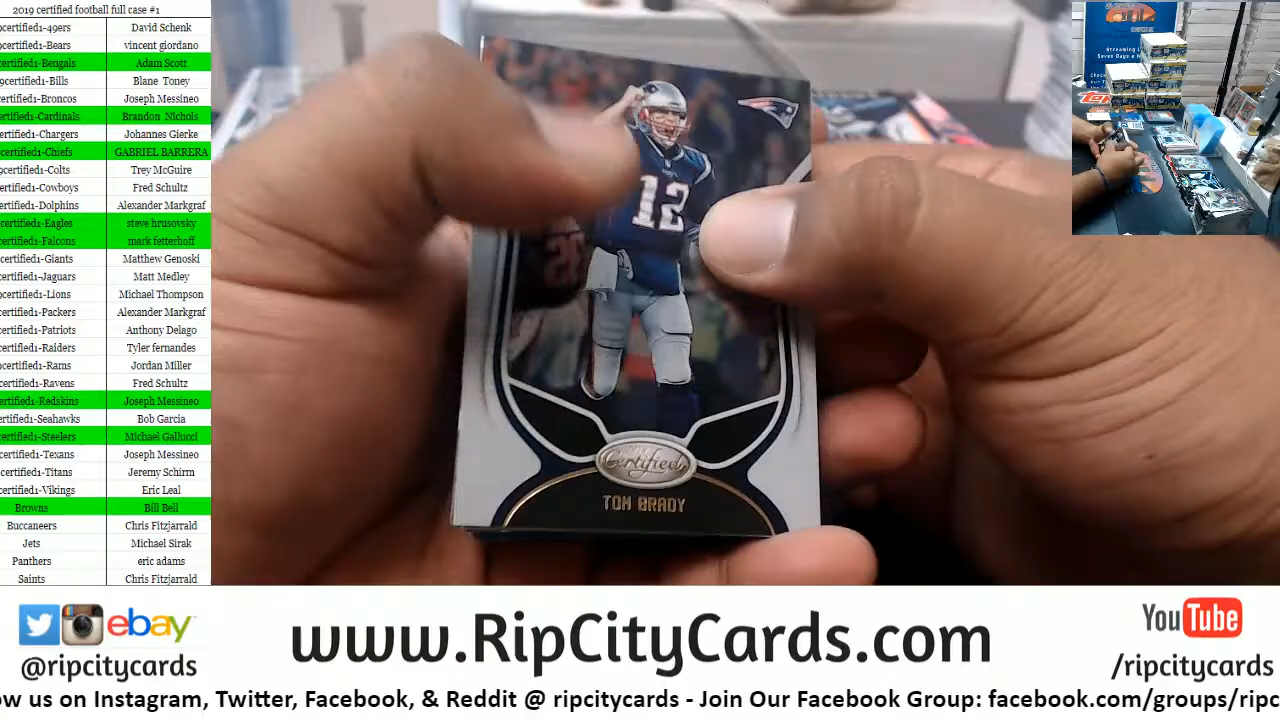 2019 certified football full case #1
9certified1-49ers David Schenk
9certified1-Bears vincent giordano
certified1-Bengals Adam Scott
9certified1-Bills Blane Toney
certified1-Broncos Joseph Messineo
certified1-Cardinals Brandon Nichols
certified1-Chargers Johannes Gierke
certified1-Chiefs GABRIEL BARRERA
9certified1-Colts Trey McGuire
certified1-Cowboys Fred Schultz
certified1-Dolphins Alexander Markgraf
certified1-Eagles steve hrusovsky
certified1-Falcons mark fetterhoff
certified1-Giants Matthew Genoski
certified1-Jaguars Matt Medley
certified1-Lions Michael Thompson
certified1-Packers Alexander Markgraf
certified1-Patriots Anthony Delago
certified1-Raiders Tyler fernandes
certified1-Rams Jordan Miller
certified1-Ravens Fred Schultz
certified1-Redskins Joseph Messineo
certified1-Seahawks Bob Garcia
certified1-Steelers Michael Gallucci
certified1-Texans Joseph Messineo
certified1-Titans Jeremy Schirm
certified1-Vikings Eric Leal
Browns Bill Bell
Buccaneers Chris Fitzjarrald
Jets Michael Sirak
Panthers eric adams
Saints Chris Fitzjarrald
12
Certified
TOM BRADY
Streaming
Seven Days a
ebay
@ripcitycards
www.RipCityCards.com
YouTube
/ripcitycards
ow us on Instagram, Twitter, Facebook, & Reddit @ ripcitycards - Join Our Facebook Group: facebook.com/groups/ripc